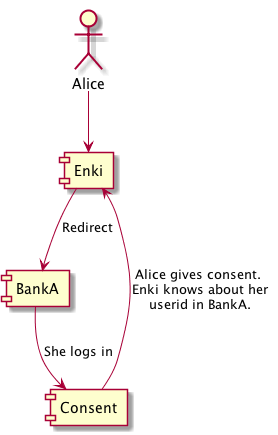 Alice
Enki
Redirect
Alice gives consent.
Enki knows about her
userid in BankA.
BankA
She logs in
Consent